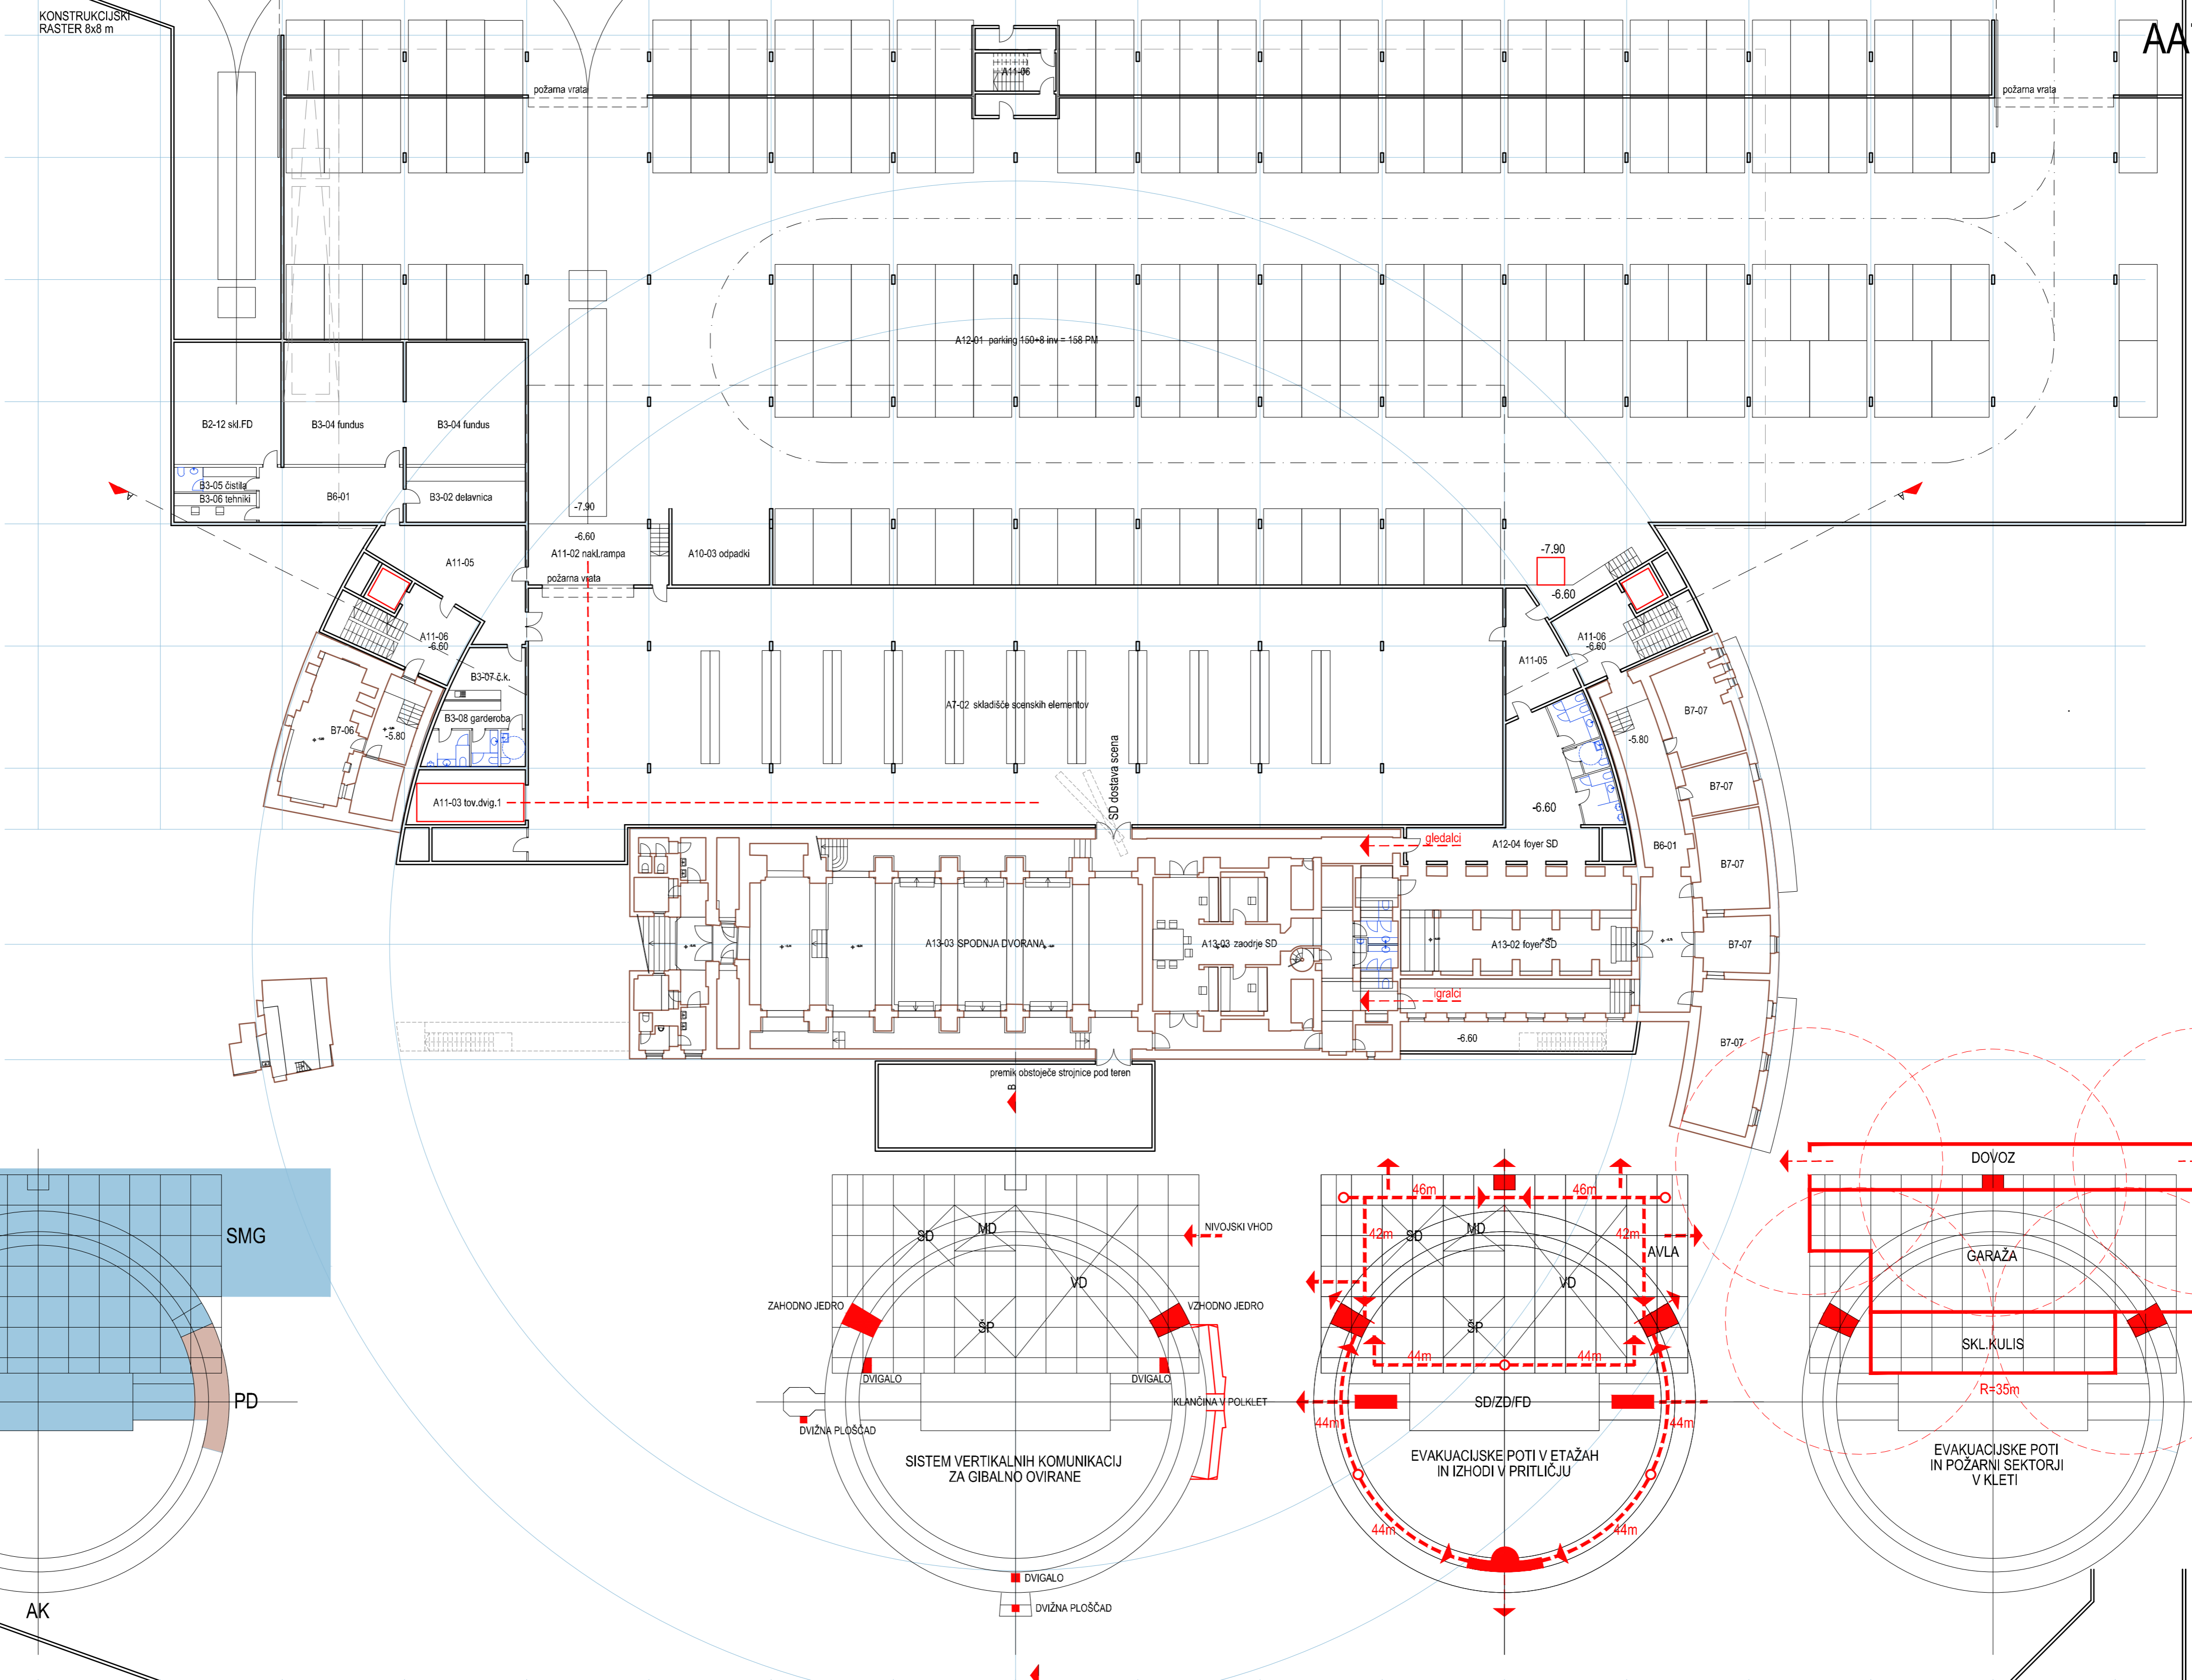 KONSTRUKCIJSKI
RASTER 8x8 m
AA
A11-06
požarna vrata
požarna vrata
A12-01 parking 150+8 inv = 158 PM
B2-12 skl.FD
B3-04 fundus
B3-04 fundus
B3-05 čistila
B3-06 tehniki
B6-01
B3-02 delavnica
A
A
-7.90
-6.60
A11-02 nakl.rampa
požarna vrata
A10-03 odpadki
A11-05
-7.90
-6.60
A11-06
-6.60
A11-06
-6.60
A11-05
B3-07 č.k.
B3-08 garderoba
A7-02 skladišče scenskih elementov
B7-06
-5.80
-5.80
B7-07
B7-07
A11-03 tov.dvig.1
SD dostava scena
-6.60
gledalci
A12-04 foyer SD
B6-01
B7-07
A13-03 SPODNJA DVORANA
A13-03 zaodrje SD
A13-02 foyer SD
B7-07
igralci
-6.60
B7-07
premik obstoječe strojnice pod teren
B
SMG
PD
AK
SD
MD
VD
ŠP
NIVOJSKI VHOD
ZAHODNO JEDRO
VZHODNO JEDRO
DVIGALO
DVIGALO
KLANČINA V POLKLET
DVIŽNA PLOŠČAD
SISTEM VERTIKALNIH KOMUNIKACIJ
ZA GIBALNO OVIRANE
DVIGALO
DVIŽNA PLOŠČAD
46m
46m
42m
42m
SD
MD
AVLA
VD
ŠP
44m
44m
SD/ZD/FD
44m
44m
EVAKUACIJSKE POTI V ETAŽAH
IN IZHODI V PRITLIČJU
44m
44m
DOVOZ
GARAŽA
SKL.KULIS
R=35m
EVAKUACIJSKE POTI
IN POŽARNI SEKTORJI
V KLETI